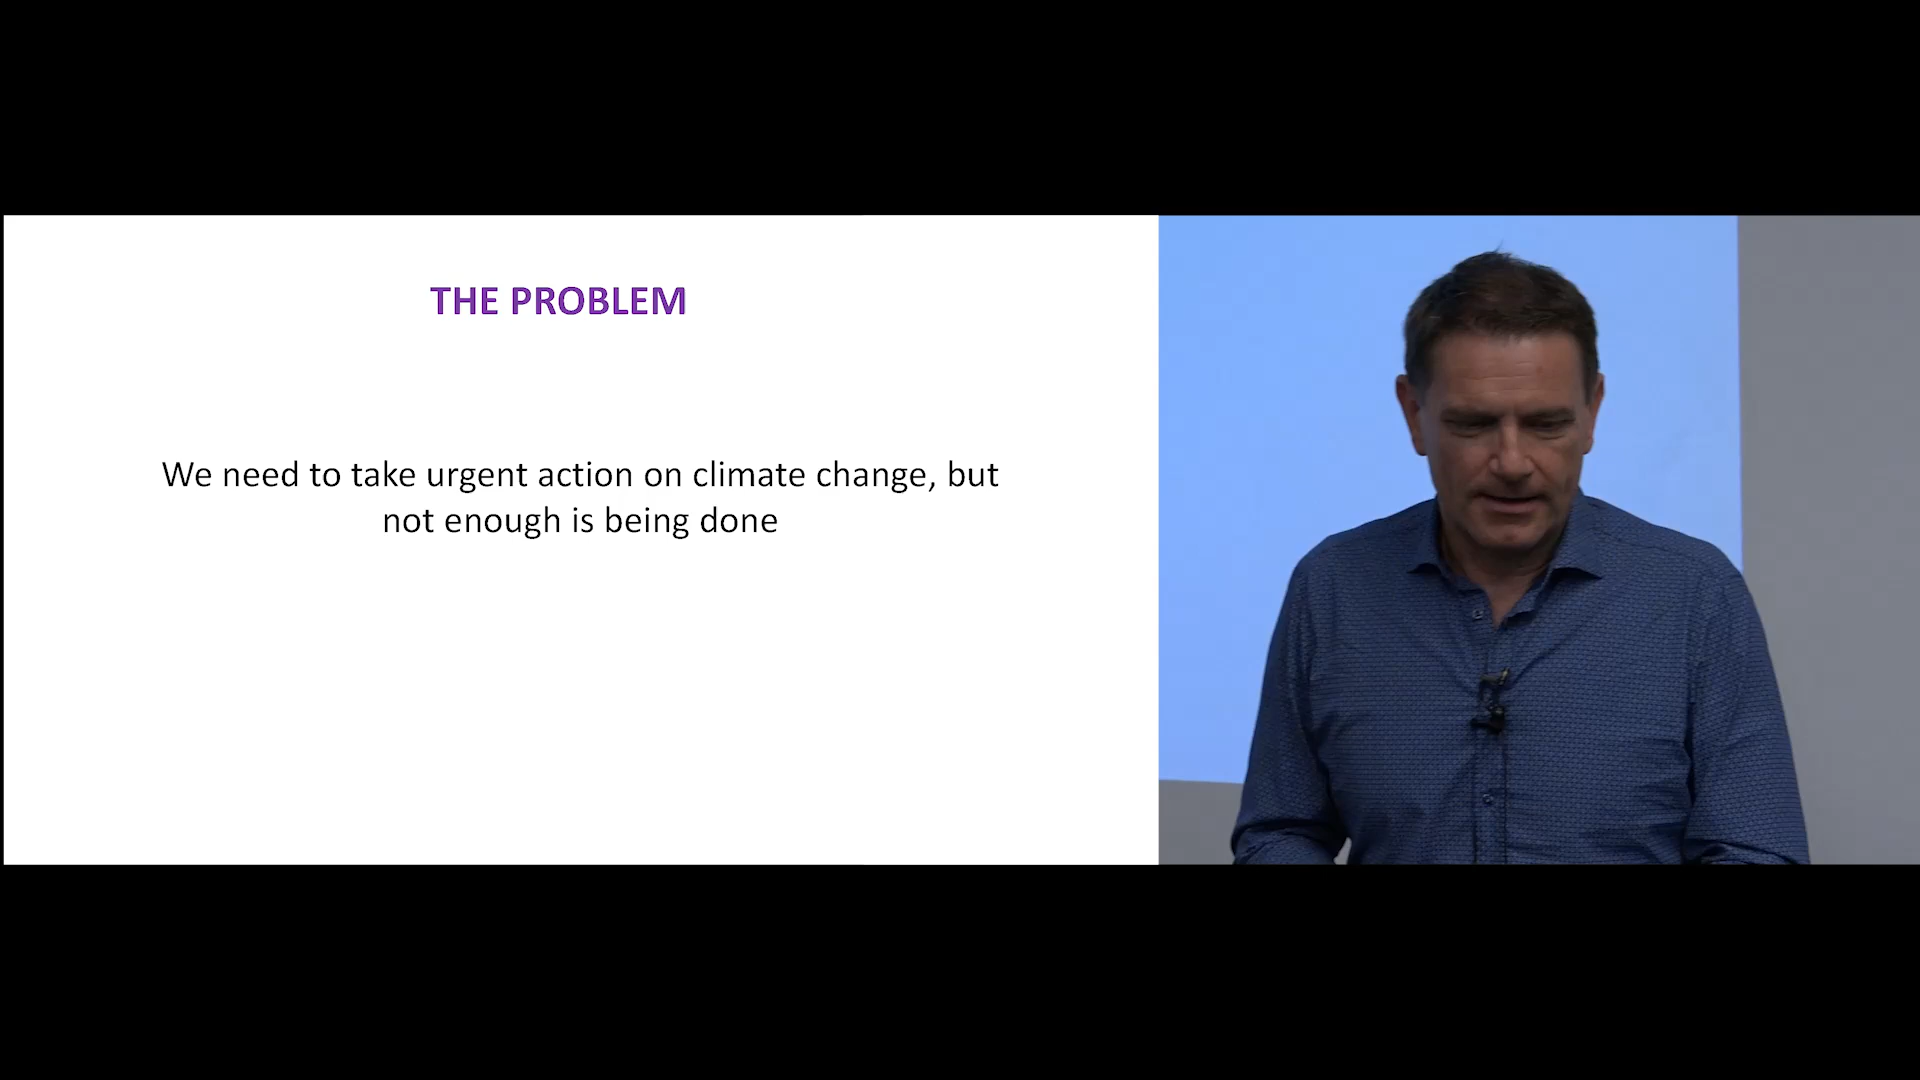 THE PROBLEM
We need to take urgent action on climate change, but
not enough is being done